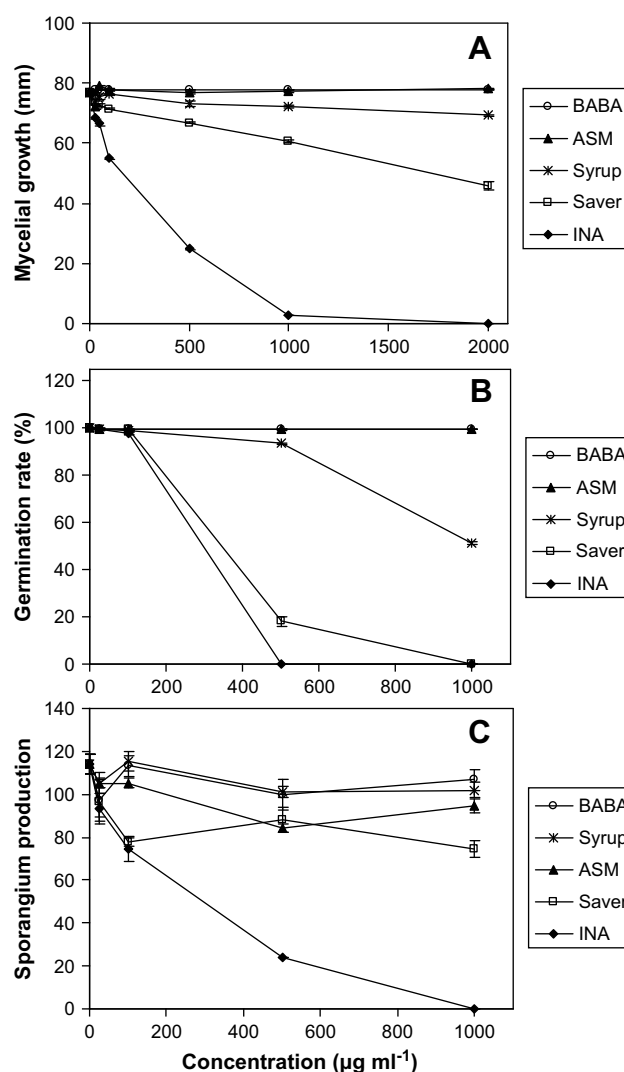 A
Mycelial growth (mm)
100
80
60
40
20
0
0 500 1000 1500 2000
BABA
ASM
Syrup
Saver
INA
B
Germination rate (%)
120
100
80
60
40
20
0
0 200 400 600 800 1000
BABA
ASM
Syrup
Saver
INA
C
Sporangium production
140
120
100
80
60
40
20
0
0 200 400 600 800 1000
BABA
Syrup
ASM
Saver
INA
Concentration (µg ml⁻¹)